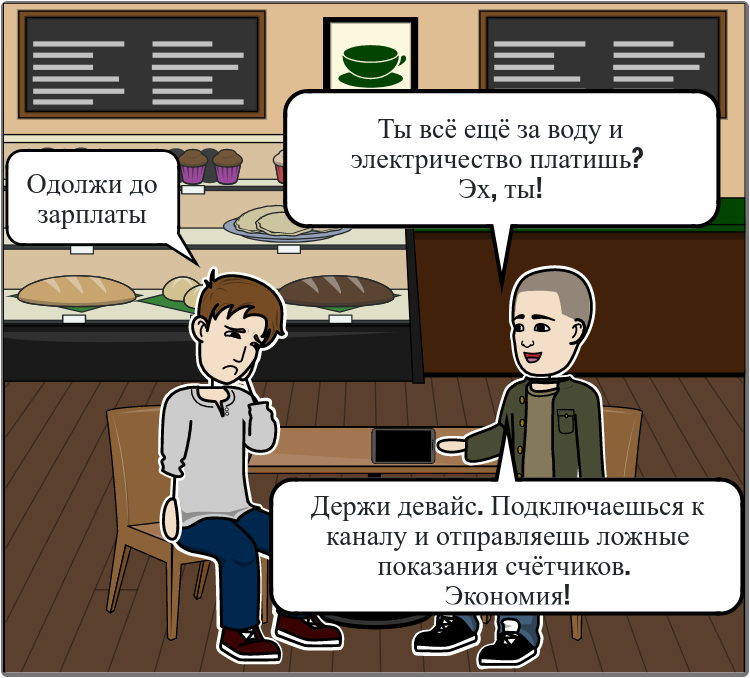 Одолжи до
зарплаты
Ты всё ещё за воду и
электричество платишь?
Эх, ты!
Держи девайс. Подключаешься к
каналу и отправляешь ложные
показания счётчиков.
Экономия!